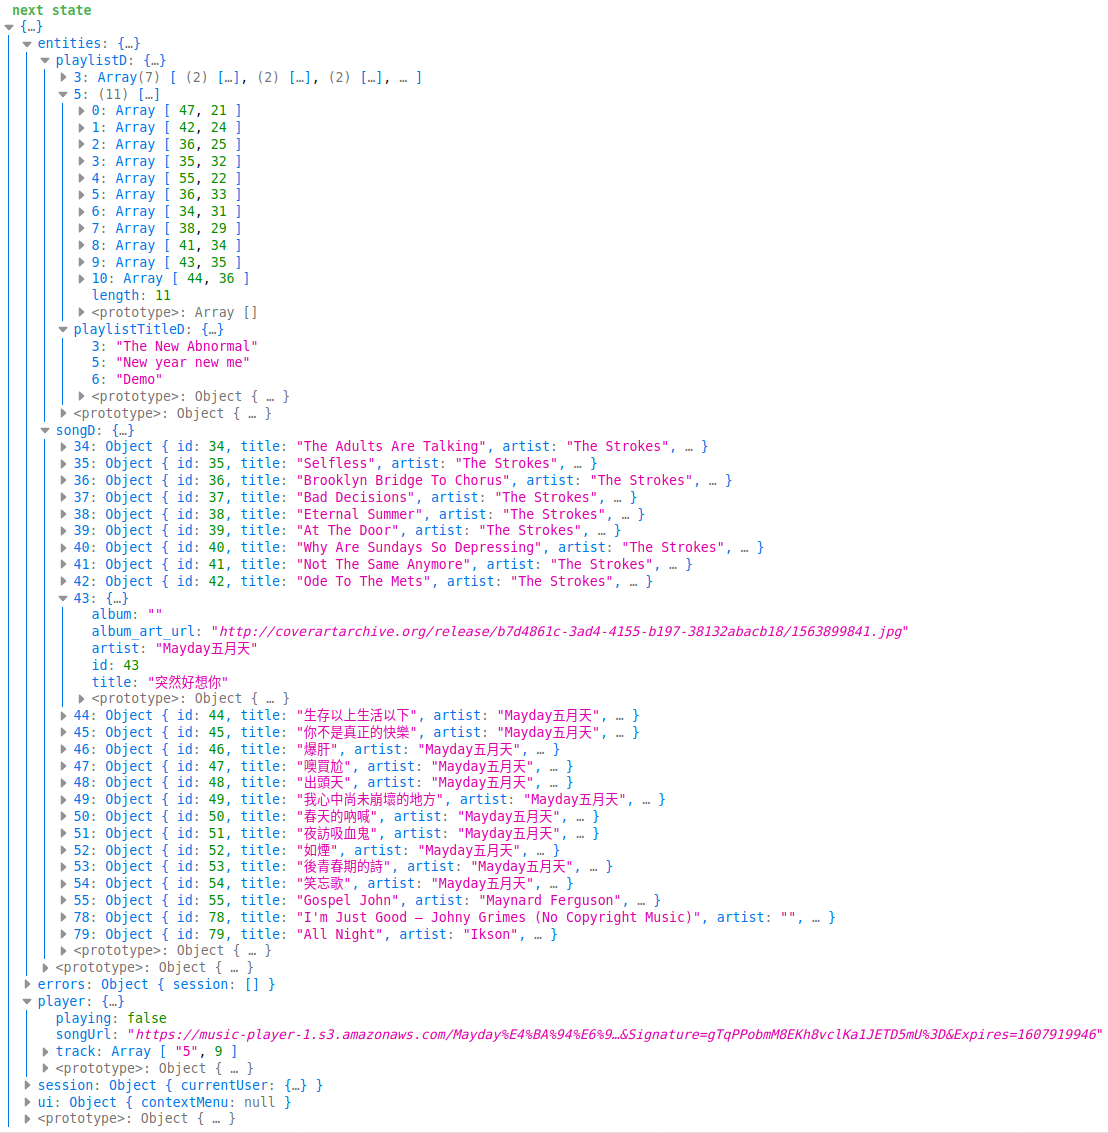 next state
{…}
entities: {…}
playlistD: {…}
3: Array(7) [ (2) […], (2) […], (2) […], … ]
5: (11) […]
0: Array [ 47, 21 ]
1: Array [ 42, 24 ]
2: Array [ 36, 25 ]
3: Array [ 35, 32 ]
4: Array [ 55, 22 ]
5: Array [ 36, 33 ]
6: Array [ 34, 31 ]
7: Array [ 38, 29 ]
8: Array [ 41, 34 ]
9: Array [ 43, 35 ]
10: Array [ 44, 36 ]
length: 11
<prototype>: Array []
playlistTitleD: {…}
3: "The New Abnormal"
5: "New year new me"
6: "Demo"
<prototype>: Object { … }
<prototype>: Object { … }
songD: {…}
34: Object { id: 34, title: "The Adults Are Talking", artist: "The Strokes", … }
35: Object { id: 35, title: "Selfless", artist: "The Strokes", … }
36: Object { id: 36, title: "Brooklyn Bridge To Chorus", artist: "The Strokes", … }
37: Object { id: 37, title: "Bad Decisions", artist: "The Strokes", … }
38: Object { id: 38, title: "Eternal Summer", artist: "The Strokes", … }
39: Object { id: 39, title: "At The Door", artist: "The Strokes", … }
40: Object { id: 40, title: "Why Are Sundays So Depressing", artist: "The Strokes", … }
41: Object { id: 41, title: "Not The Same Anymore", artist: "The Strokes", … }
42: Object { id: 42, title: "Ode To The Mets", artist: "The Strokes", … }
43: {…}
album: ""
album_art_url: "http://coverartarchive.org/release/b7d4861c-3ad4-4155-b197-38132abacb18/1563899841.jpg"
artist: "Mayday五月天"
id: 43
title: "突然好想你"
<prototype>: Object { … }
44: Object { id: 44, title: "生存以上生活以下", artist: "Mayday五月天", … }
45: Object { id: 45, title: "你不是真正的快樂", artist: "Mayday五月天", … }
46: Object { id: 46, title: "爆肝", artist: "Mayday五月天", … }
47: Object { id: 47, title: "噢買尬", artist: "Mayday五月天", … }
48: Object { id: 48, title: "出頭天", artist: "Mayday五月天", … }
49: Object { id: 49, title: "我心中尚未崩壞的地方", artist: "Mayday五月天", … }
50: Object { id: 50, title: "春天的吶喊", artist: "Mayday五月天", … }
51: Object { id: 51, title: "夜訪吸血鬼", artist: "Mayday五月天", … }
52: Object { id: 52, title: "如煙", artist: "Mayday五月天", … }
53: Object { id: 53, title: "後青春期的詩", artist: "Mayday五月天", … }
54: Object { id: 54, title: "笑忘歌", artist: "Mayday五月天", … }
55: Object { id: 55, title: "Gospel John", artist: "Maynard Ferguson", … }
78: Object { id: 78, title: "I'm Just Good – Johny Grimes (No Copyright Music)", artist: "", … }
79: Object { id: 79, title: "All Night", artist: "Ikson", … }
<prototype>: Object { … }
<prototype>: Object { … }
errors: Object { session: [] }
player: {…}
playing: false
songUrl: "https://music-player-1.s3.amazonaws.com/Mayday%E4%BA%94%E6%9…&Signature=gTqPPobmM8EKh8vclKa1JETD5mU%3D&Expires=1607919946"
track: Array [ "5", 9 ]
<prototype>: Object { … }
session: Object { currentUser: {…} }
ui: Object { contextMenu: null }
<prototype>: Object { … }